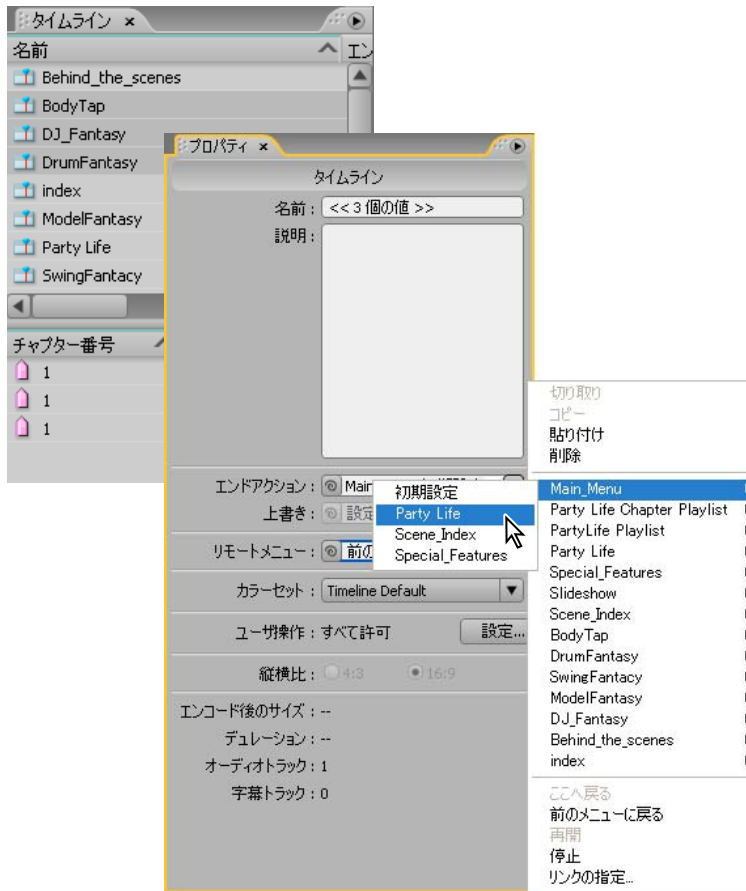 タイムライン ×
名前 エン
Behind_the_scenes
BodyTap
DJ_Fantasy
DrumFantasy
index
ModelFantasy
Party Life
SwingFantacy
チャプター番号
1
1
1
プロパティ ×
タイムライン
名前 : << 3 個の値 >>
説明 :
エンドアクション : Main
上書き : 設定
リモートメニュー : 前の
カラーセット : Timeline Default
ユーザ操作 : すべて許可 設定...
縦横比 : 4:3 16:9
エンコード後のサイズ : --
デュレーション : --
オーディオトラック : 1
字幕トラック : 0
初期設定
Party Life
Scene_Index
Special_Features
切り取り
コピー
貼り付け
削除
Main_Menu
Party Life Chapter Playlist
PartyLife Playlist
Party Life
Special_Features
Slideshow
Scene_Index
BodyTap
DrumFantasy
SwingFantacy
ModelFantasy
DJ_Fantasy
Behind_the_scenes
index
ここへ戻る
前のメニューに戻る
再開
停止
リンクの指定...